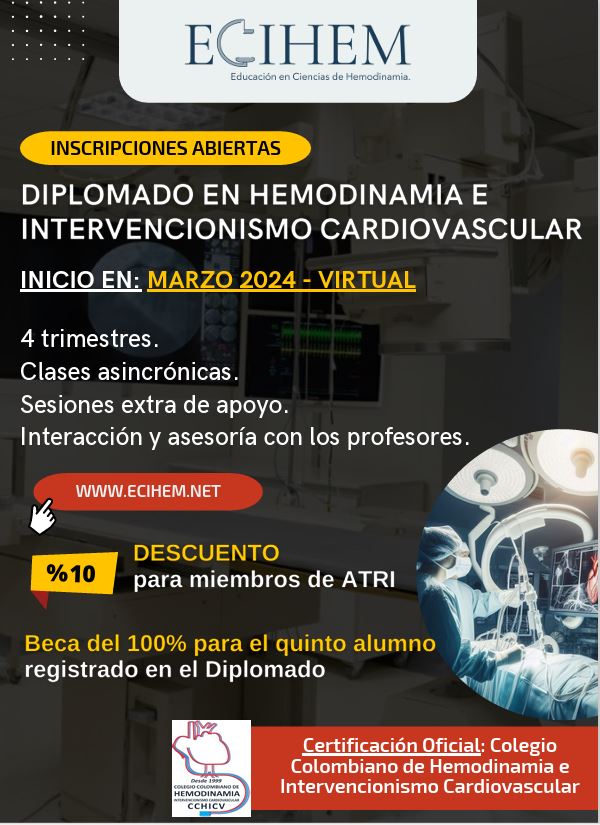 ECIHEM
Educación en Ciencias de Hemodinamia.
INSCRIPCIONES ABIERTAS
DIPLOMADO EN HEMODINAMIA E
INTERVENCIONISMO CARDIOVASCULAR
INICIO EN: MARZO 2024 - VIRTUAL
4 trimestres.
Clases asincrónicas.
Sesiones extra de apoyo.
Interacción y asesoría con los profesores.
WWW.ECIHEM.NET
%10
DESCUENTO
para miembros de ATRI
Beca del 100% para el quinto alumno
registrado en el Diplomado
Desde 1999
COLEGIO COLOMBIANO DE
HEMODINAMIA
INTERVENCIONISMO CARDIOVASCULAR
CCHICV
Certificación Oficial: Colegio
Colombiano de Hemodinamia e
Intervencionismo Cardiovascular